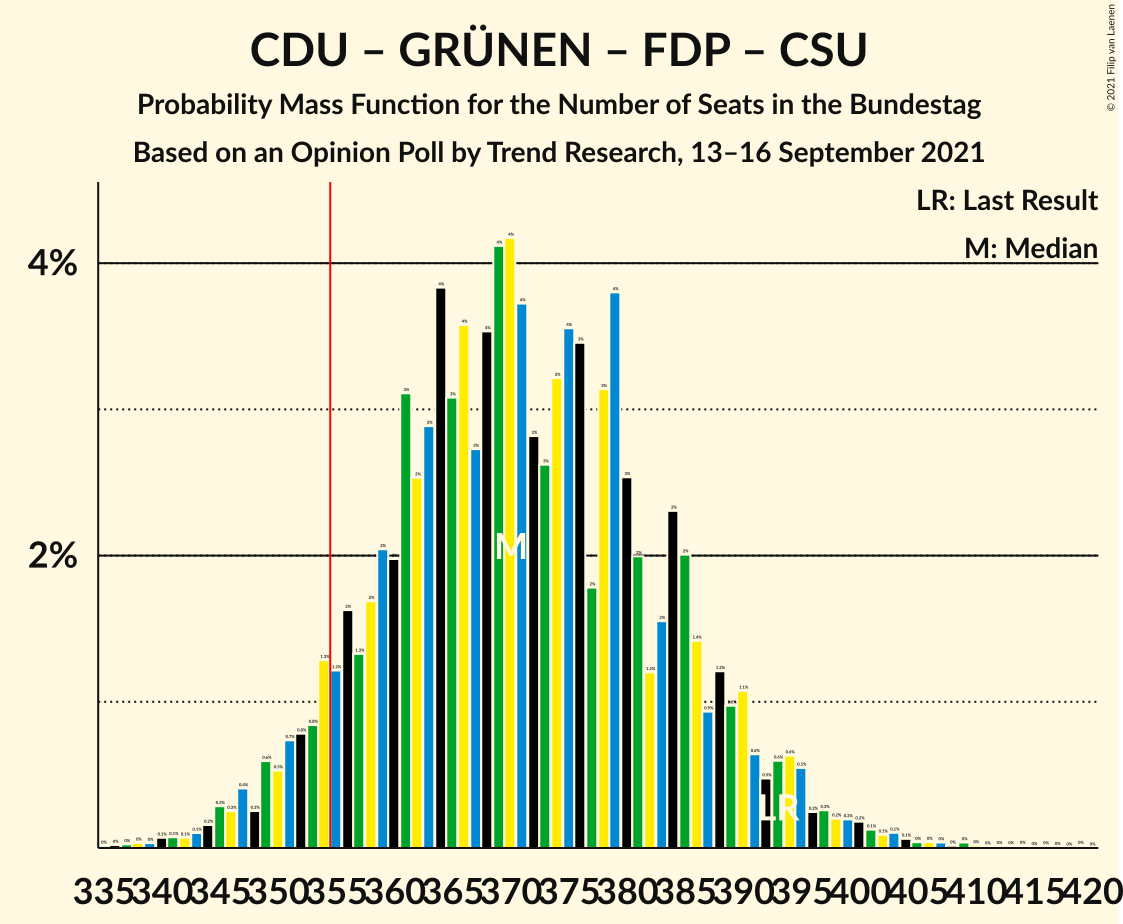 CDU – GRÜNEN – FDP – CSU
Probability Mass Function for the Number of Seats in the Bundestag
Based on an Opinion Poll by Trend Research, 13–16 September 2021
© 2021 Filip van Laenen
LR: Last Result
M: Median
4%
2%
M
LR
335 340 345 350 355 360 365 370 375 380 385 390 395 400 405 410 415 420